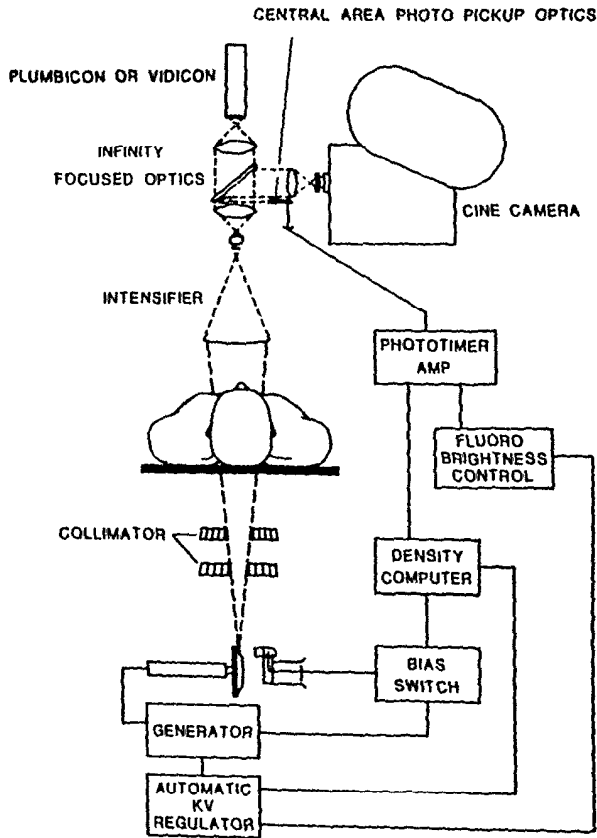 CENTRAL AREA PHOTO PICKUP OPTICS
PLUMBICON OR VIDICON
INFINITY
FOCUSED OPTICS
CINE CAMERA
INTENSIFIER
PHOTOTIMER
AMP
FLUORO
BRIGHTNESS
CONTROL
COLLIMATOR
DENSITY
COMPUTER
BIAS
SWITCH
GENERATOR
AUTOMATIC
KV
REGULATOR